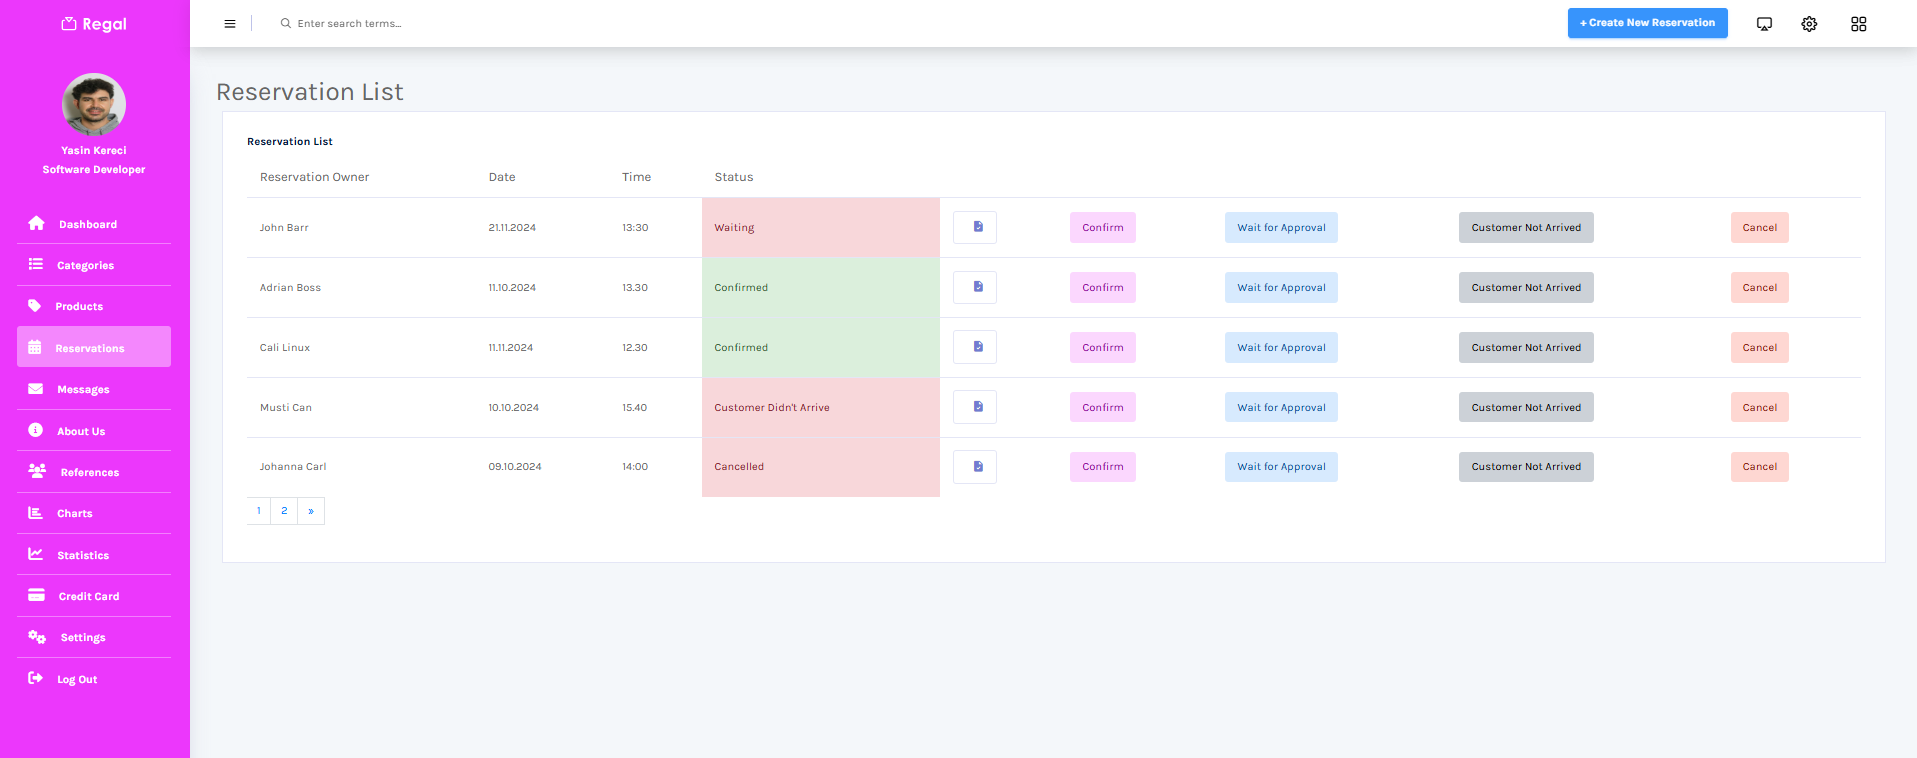 Regal
Enter search terms...
+ Create New Reservation
Yasin Kereci
Software Developer
Dashboard
Categories
Products
Reservations
Messages
About Us
References
Charts
Statistics
Credit Card
Settings
Log Out
Reservation List
Reservation List
Reservation Owner Date Time Status
John Barr 21.11.2024 13:30 Waiting Confirm Wait for Approval Customer Not Arrived Cancel
Adrian Boss 11.10.2024 13.30 Confirmed Confirm Wait for Approval Customer Not Arrived Cancel
Cali Linux 11.11.2024 12.30 Confirmed Confirm Wait for Approval Customer Not Arrived Cancel
Musti Can 10.10.2024 15.40 Customer Didn't Arrive Confirm Wait for Approval Customer Not Arrived Cancel
Johanna Carl 09.10.2024 14:00 Cancelled Confirm Wait for Approval Customer Not Arrived Cancel
1 2 »